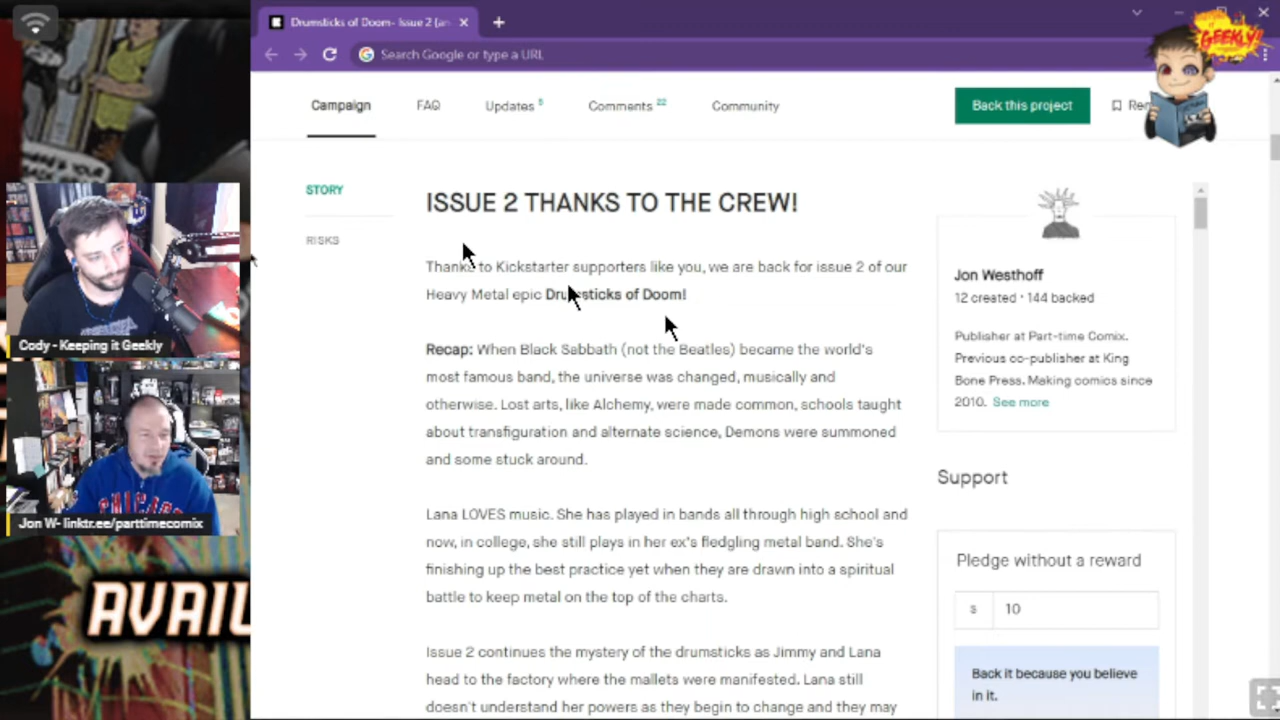 Drumsticks of Doom- Issue 2 (an
Search Google or type a URL
GEEKLY!
Campaign
FAQ
Updates 5
Comments 22
Community
Back this project
STORY
RISKS
ISSUE 2 THANKS TO THE CREW!
Thanks to Kickstarter supporters like you, we are back for issue 2 of our
Heavy Metal epic Drumsticks of Doom!
Recap: When Black Sabbath (not the Beatles) became the world's
most famous band, the universe was changed, musically and
otherwise. Lost arts, like Alchemy, were made common, schools taught
about transfiguration and alternate science, Demons were summoned
and some stuck around.
Lana LOVES music. She has played in bands all through high school and
now, in college, she still plays in her ex's fledgling metal band. She's
finishing up the best practice yet when they are drawn into a spiritual
battle to keep metal on the top of the charts.
Issue 2 continues the mystery of the drumsticks as Jimmy and Lana
head to the factory where the mallets were manifested. Lana still
doesn't understand her powers as they begin to change and they may
Jon Westhoff
12 created · 144 backed
Publisher at Part-time Comix.
Previous co-publisher at King
Bone Press. Making comics since
2010. See more
Support
Pledge without a reward
$ 10
Back it because you believe
in it.
Cody - Keeping it Geekly
Jon W- linktr.ee/parttimecomix
AVAIL